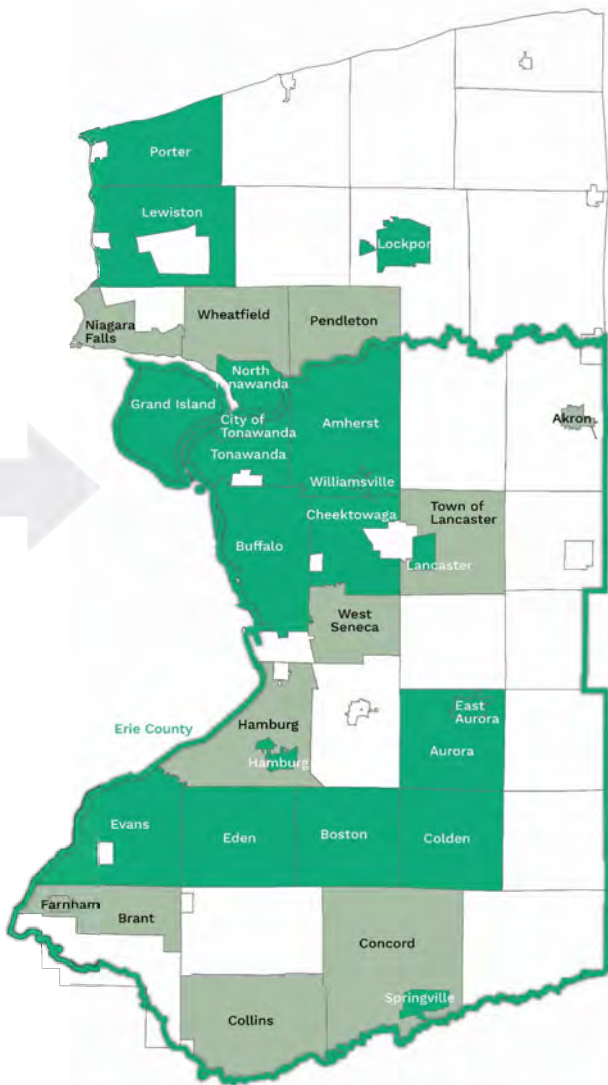 Porter
Lewiston
Lockpor
Niagara
Falls
Wheatfield
Pendleton
North
Tonawanda
Grand Island
City of
Tonawanda
Tonawanda
Amherst
Akron
Williamsville
Cheektowaga
Town of
Lancaster
Buffalo
Lancaster
West
Seneca
Erie County
Hamburg
Hamburg
East
Aurora
Aurora
Evans
Eden
Boston
Colden
Farnham
Brant
Concord
Springville
Collins